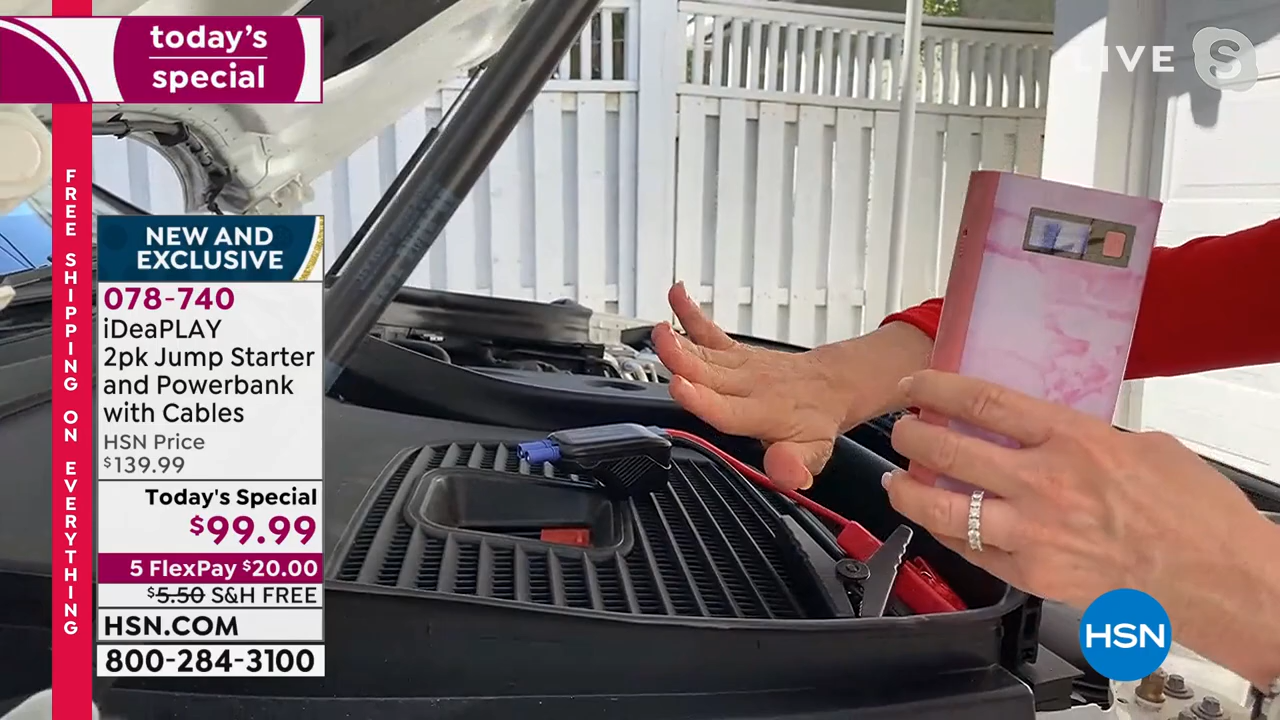 today's
special
LIVE
FREE SHIPPING ON EVERYTHING
NEW AND
EXCLUSIVE
078-740
iDeaPLAY
2pk Jump Starter
and Powerbank
with Cables
HSN Price
$139.99
Today's Special
$99.99
5 FlexPay $20.00
$5.50 S&H FREE
HSN.COM
800-284-3100
HSN